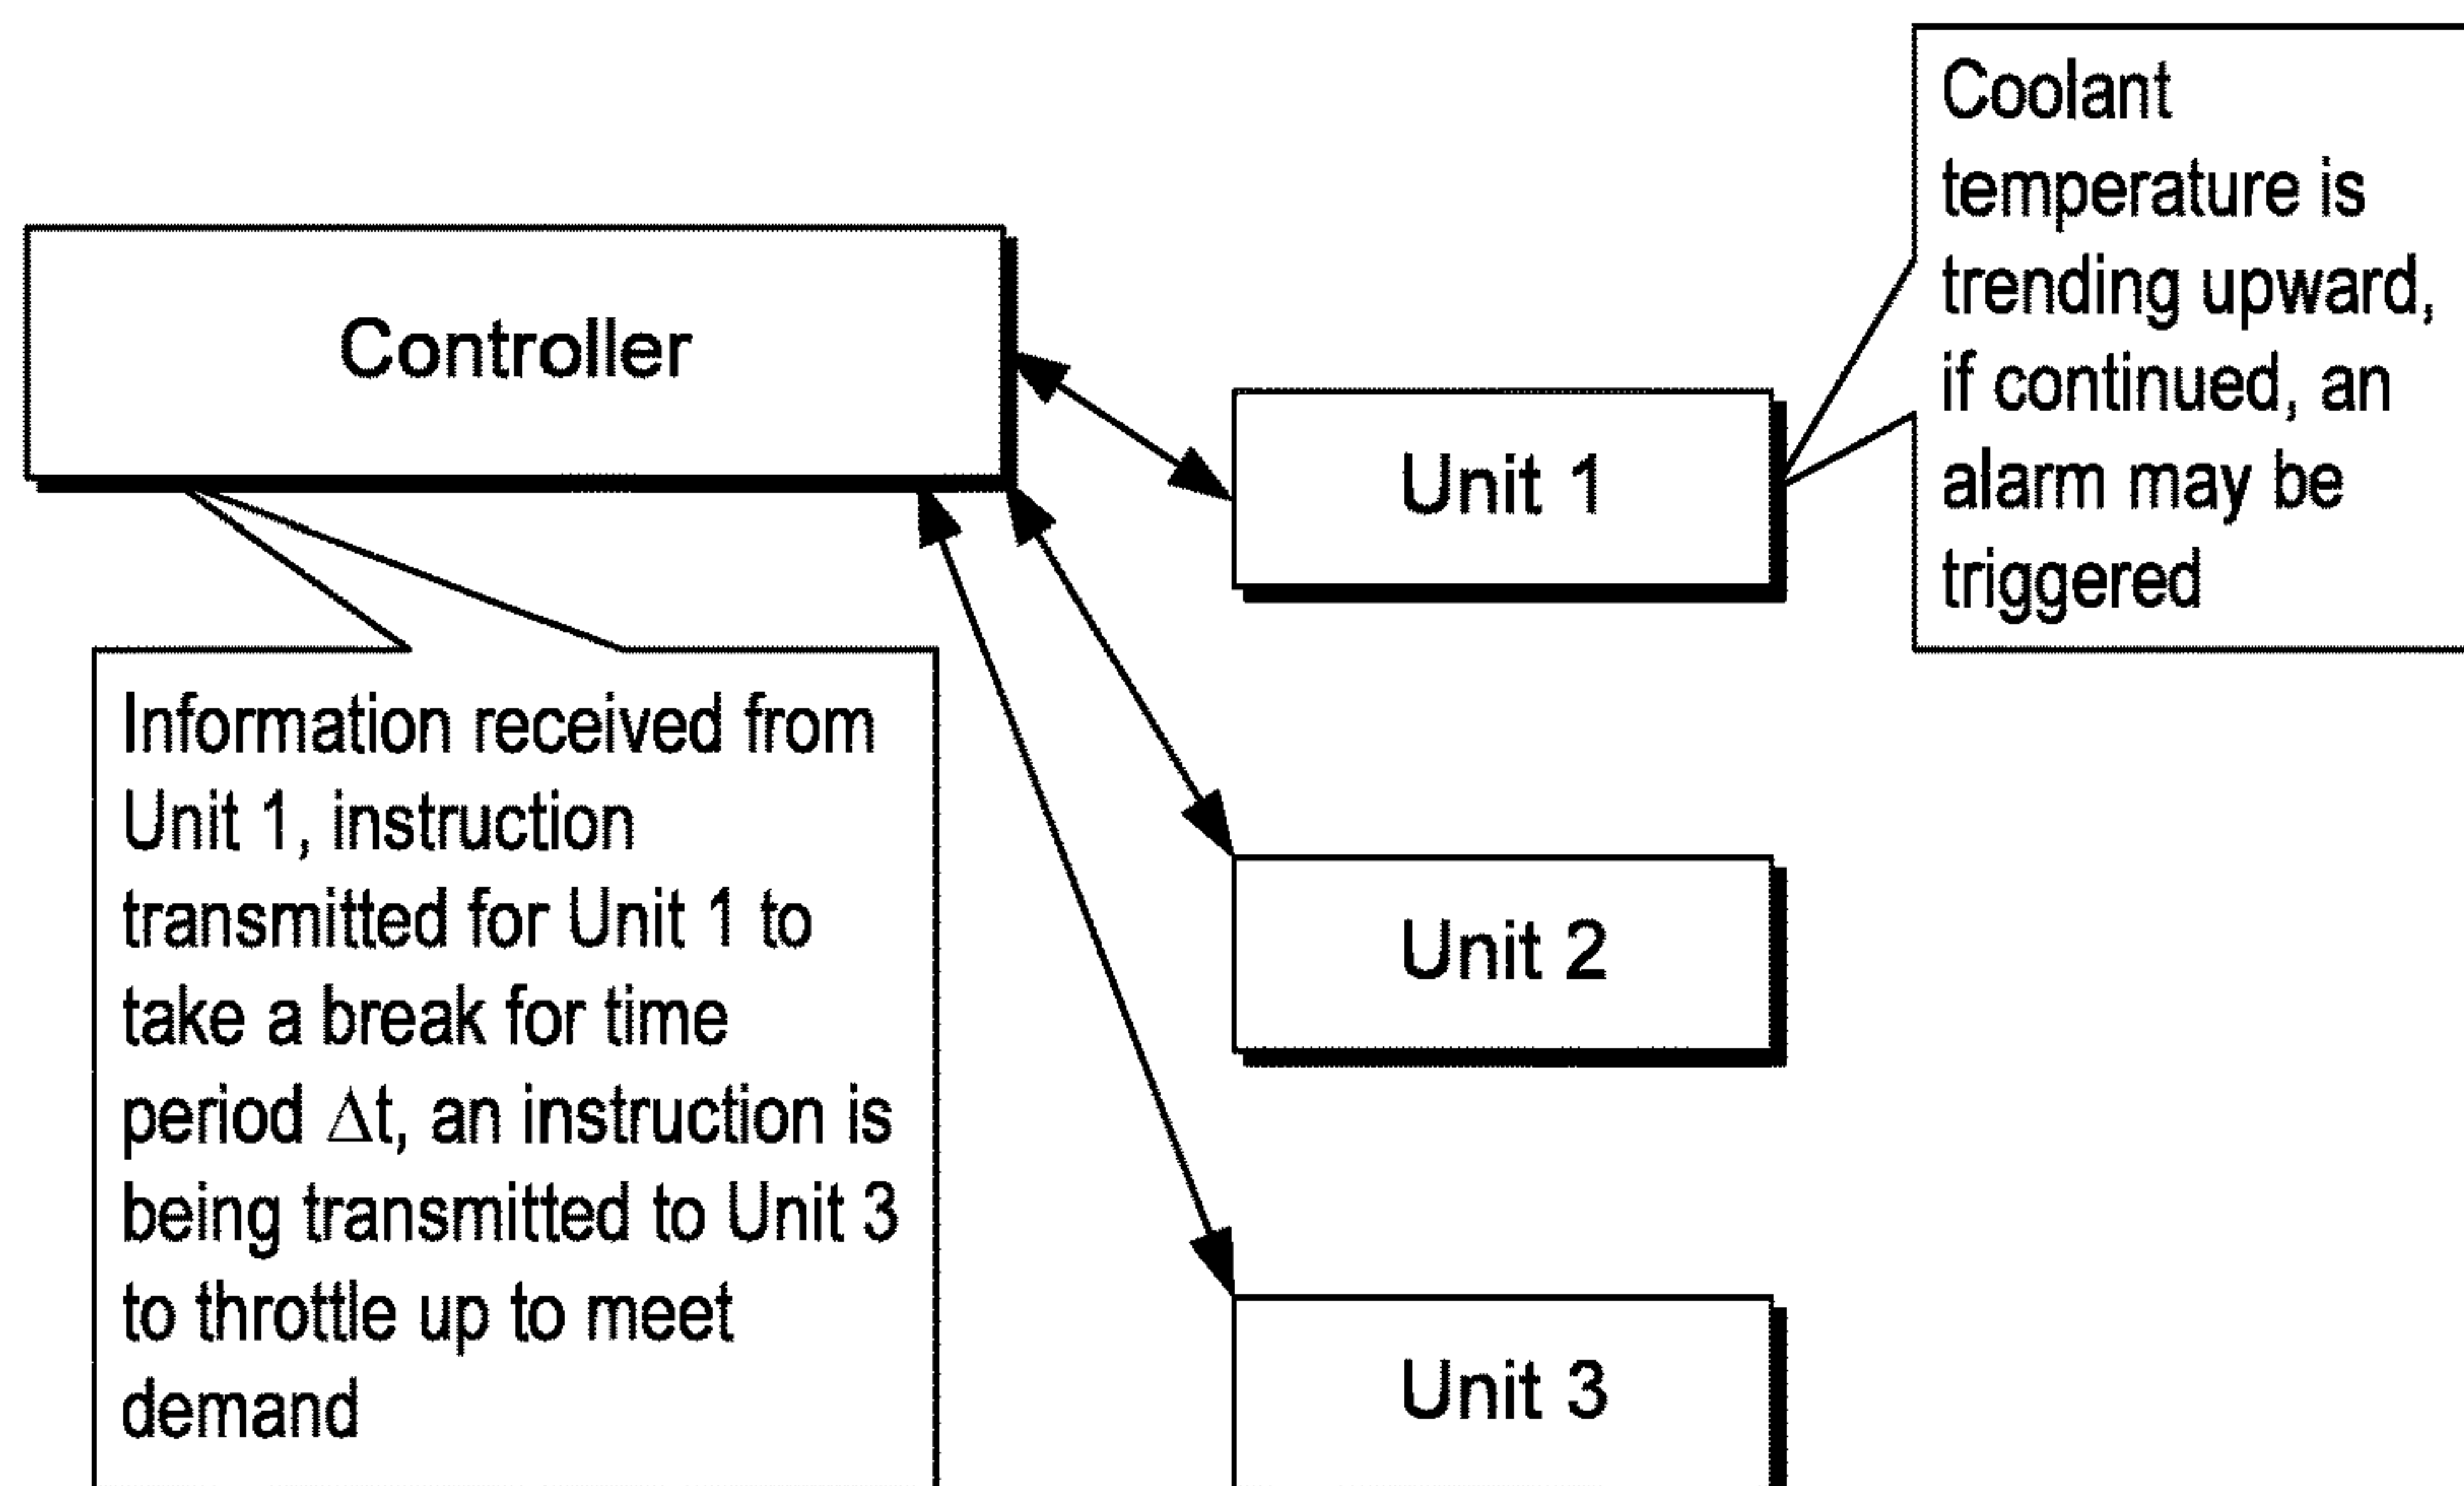 Controller
Coolant
temperature is
trending upward,
if continued, an
alarm may be
triggered
Unit 1
Information received from
Unit 1, instruction
transmitted for Unit 1 to
take a break for time
period Δt, an instruction is
being transmitted to Unit 3
to throttle up to meet
demand
Unit 2
Unit 3